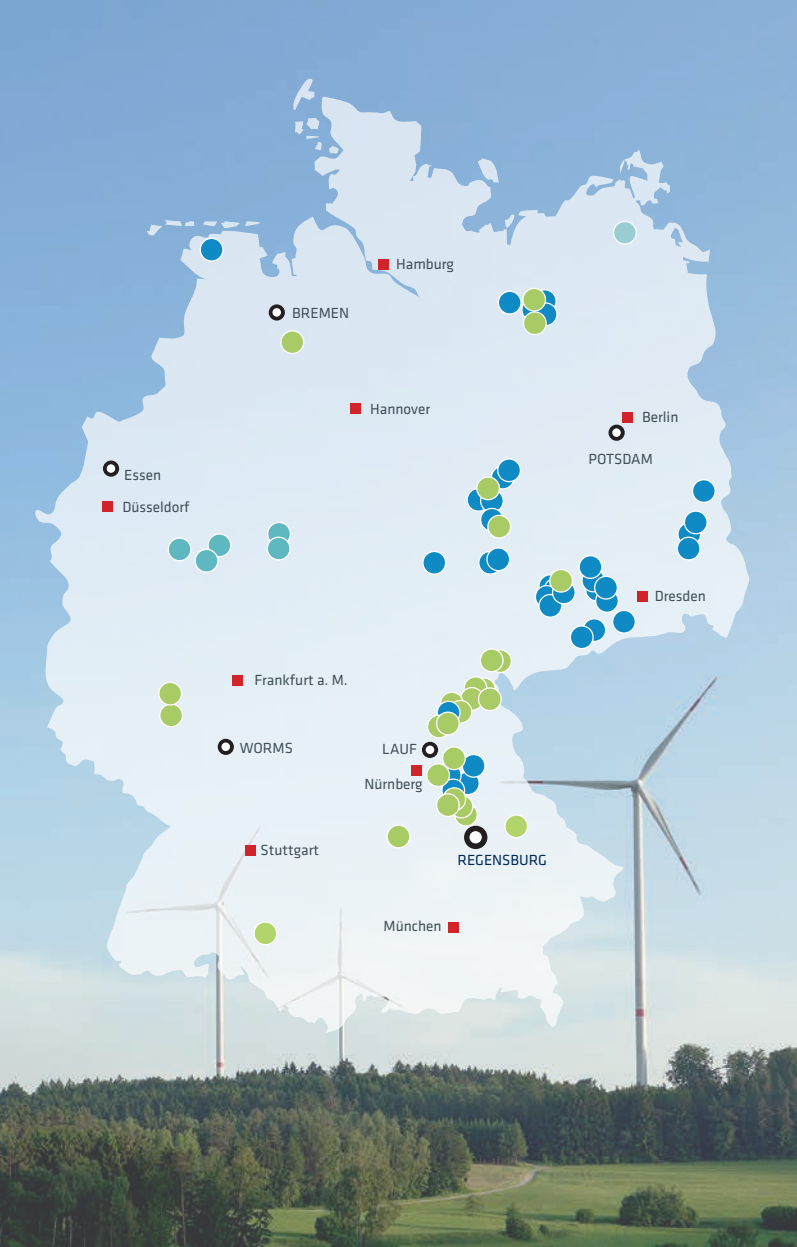 Hamburg
BREMEN
Hannover
Berlin
POTSDAM
Essen
Düsseldorf
Dresden
Frankfurt a. M.
WORMS
LAUF
Nürnberg
Stuttgart
REGENSBURG
München